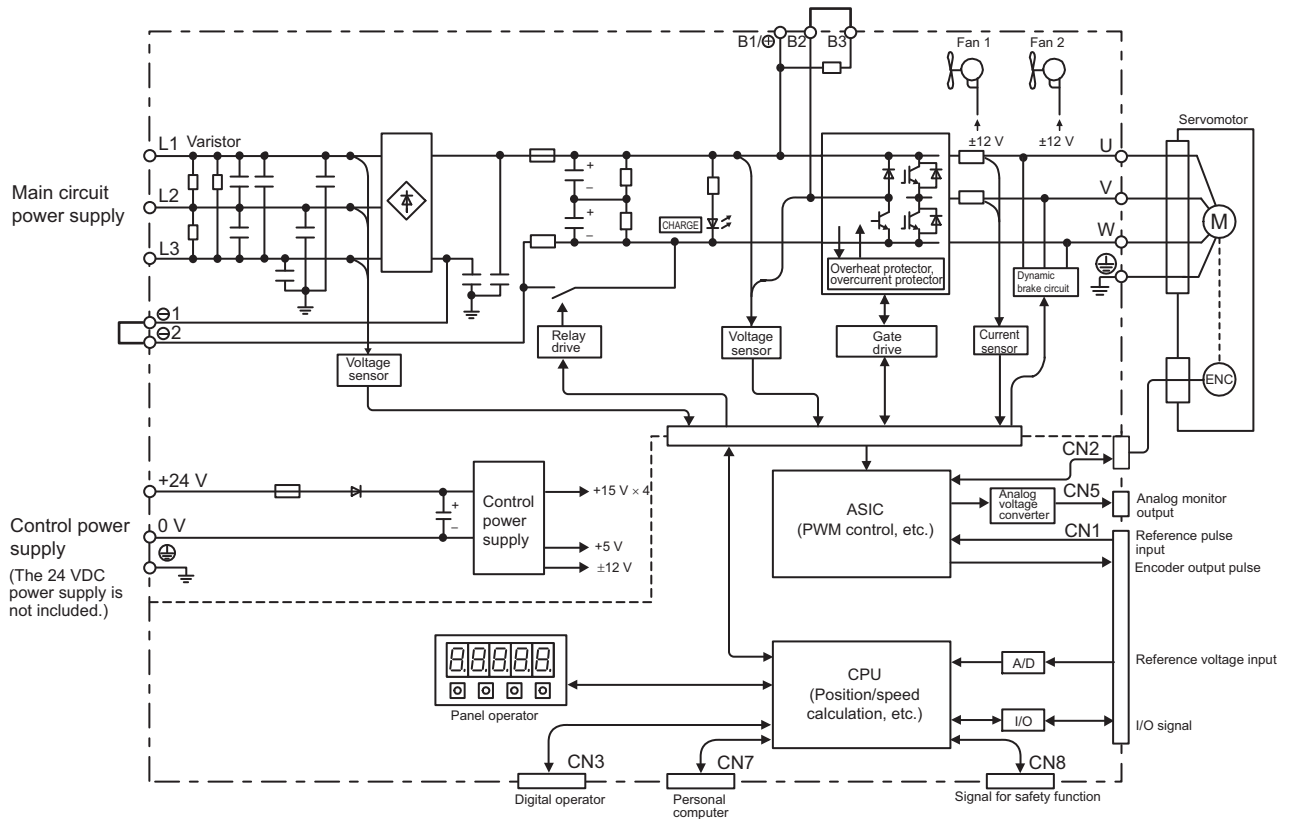 B1/⊕ B2 B3
Fan 1
Fan 2
±12 V
±12 V
Servomotor
L1
Varistor
L2
L3
Main circuit
power supply
⊖1
⊖2
+
–
+
–
CHARGE
Overheat protector,
overcurrent protector
U
V
W
M
Dynamic
brake circuit
Voltage
sensor
Relay
drive
Voltage
sensor
Gate
drive
Current
sensor
ENC
Control power
supply
(The 24 VDC
power supply is
not included.)
+24 V
0 V
+
–
Control
power
supply
+15 V × 4
+5 V
±12 V
ASIC
(PWM control, etc.)
Analog
voltage
converter
CN2
CN5
Analog monitor
output
CN1
Reference pulse
input
Encoder output pulse
8.8.8.8.8.
Panel operator
CPU
(Position/speed
calculation, etc.)
A/D
Reference voltage input
I/O
I/O signal
CN3
Digital operator
CN7
Personal
computer
CN8
Signal for safety function